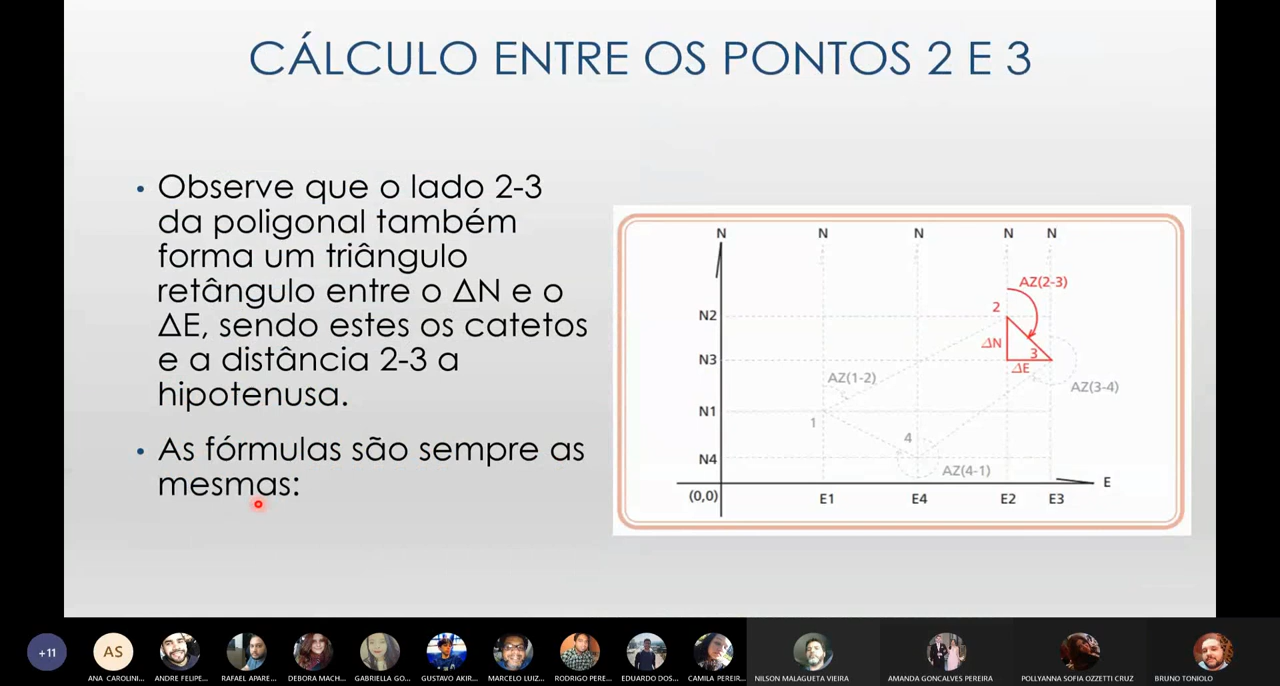 CÁLCULO ENTRE OS PONTOS 2 E 3
• Observe que o lado 2-3
da poligonal também
forma um triângulo
retângulo entre o ΔN e o
ΔE, sendo estes os catetos
e a distância 2-3 a
hipotenusa.
• As fórmulas são sempre as
mesmas:
N N N N N
AZ(2-3)
2
N2
ΔN
3
N3
ΔE
AZ(1-2)
AZ(3-4)
N1
1
4
N4
AZ(4-1)
E
(0,0) E1 E4 E2 E3
+11
AS
ANA CAROLINI...
ANDRE FELIPE...
RAFAEL APARE...
DEBORA MACH...
GABRIELLA GO...
GUSTAVO AKIR...
MARCELO LUIZ...
RODRIGO PERE...
EDUARDO DOS...
CAMILA PEREIR...
NILSON MALAGUETA VIEIRA
AMANDA GONCALVES PEREIRA
POLLYANNA SOFIA OZZETTI CRUZ
BRUNO TONIOLO